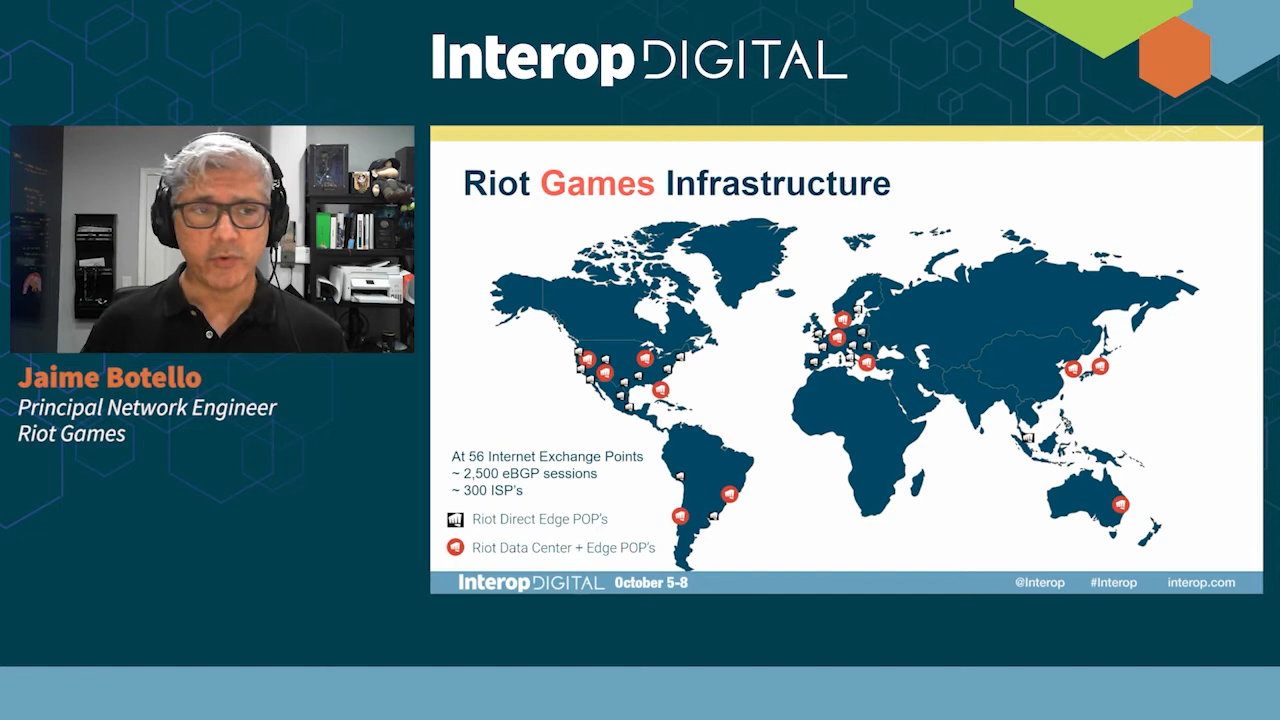 Interop DIGITAL
Jaime Botello
Principal Network Engineer
Riot Games
Riot Games Infrastructure
At 56 Internet Exchange Points
~ 2,500 eBGP sessions
~ 300 ISP's
Riot Direct Edge POP's
Riot Data Center + Edge POP's
Interop DIGITAL October 5-8 @Interop #Interop interop.com